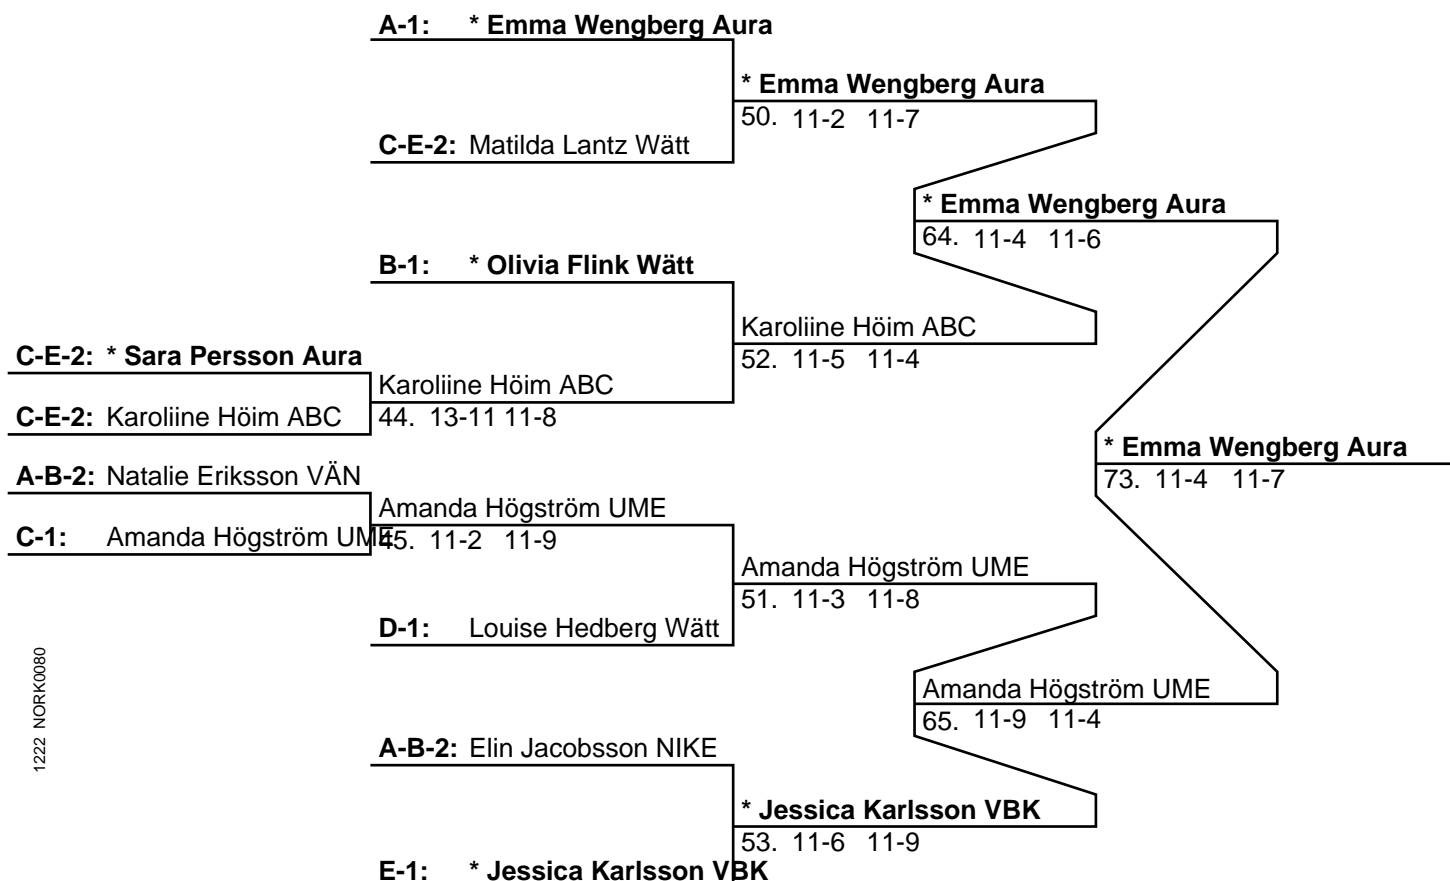 A-1: * Emma Wengberg Aura
* Emma Wengberg Aura
50. 11-2 11-7
C-E-2: Matilda Lantz Wätt
* Emma Wengberg Aura
64. 11-4 11-6
B-1: * Olivia Flink Wätt
Karoliine Höim ABC
52. 11-5 11-4
C-E-2: * Sara Persson Aura
Karoliine Höim ABC
44. 13-11 11-8
C-E-2: Karoliine Höim ABC
* Emma Wengberg Aura
73. 11-4 11-7
A-B-2: Natalie Eriksson VÄN
Amanda Högström UME
45. 11-2 11-9
C-1: Amanda Högström UME
Amanda Högström UME
51. 11-3 11-8
D-1: Louise Hedberg Wätt
Amanda Högström UME
65. 11-9 11-4
A-B-2: Elin Jacobsson NIKE
* Jessica Karlsson VBK
53. 11-6 11-9
E-1: * Jessica Karlsson VBK
1222 NORK0080